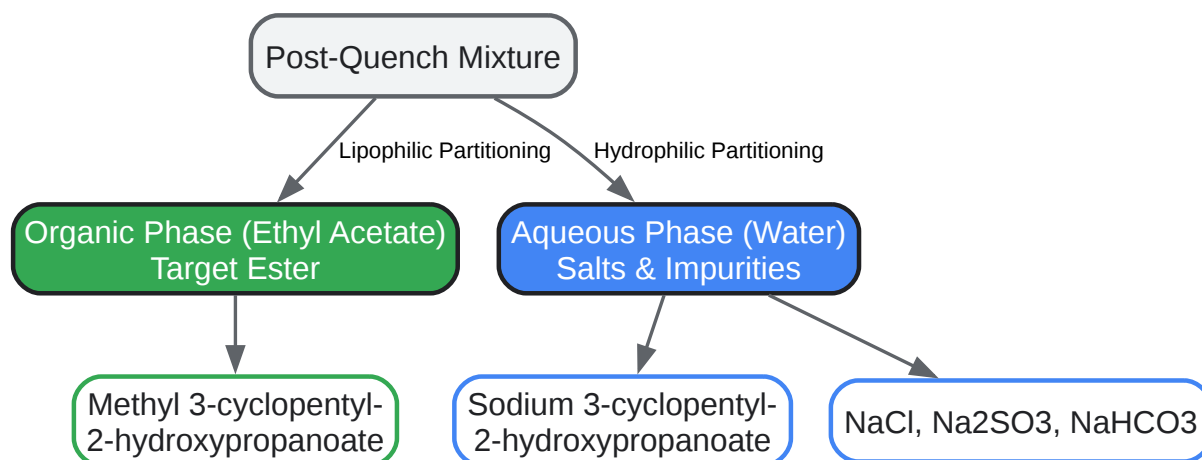 Post-Quench Mixture
Lipophilic Partitioning
Hydrophilic Partitioning
Organic Phase (Ethyl Acetate)
Target Ester
Aqueous Phase (Water)
Salts & Impurities
Methyl 3-cyclopentyl-
2-hydroxypropanoate
Sodium 3-cyclopentyl-
2-hydroxypropanoate
NaCl, Na2SO3, NaHCO3